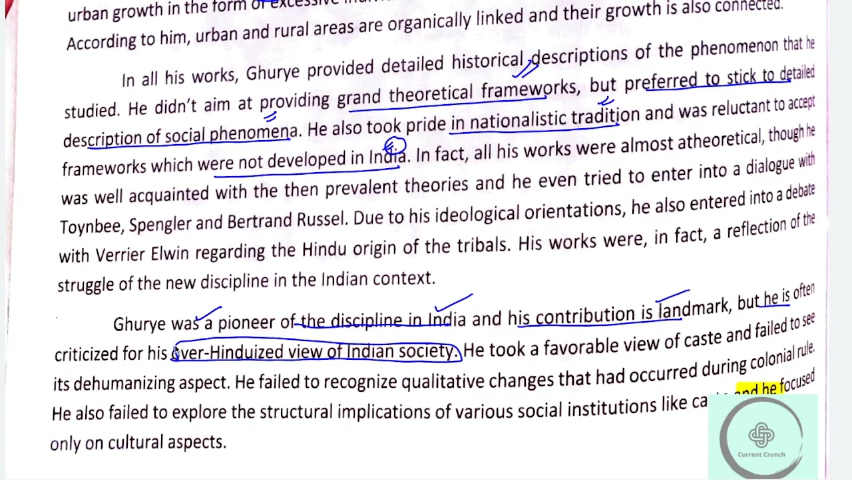 urban growth in the form of excessive
According to him, urban and rural areas are organically linked and their growth is also connected.
In all his works, Ghurye provided detailed historical descriptions of the phenomenon that he
studied. He didn't aim at providing grand theoretical frameworks, but preferred to stick to detailed
description of social phenomena. He also took pride in nationalistic tradition and was reluctant to accept
frameworks which were not developed in India. In fact, all his works were almost atheoretical, though he
was well acquainted with the then prevalent theories and he even tried to enter into a dialogue with
Toynbee, Spengler and Bertrand Russel. Due to his ideological orientations, he also entered into a debate
with Verrier Elwin regarding the Hindu origin of the tribals. His works were, in fact, a reflection of the
struggle of the new discipline in the Indian context.
Ghurye was a pioneer of the discipline in India and his contribution is landmark, but he is often
criticized for his over-Hinduized view of Indian society. He took a favorable view of caste and failed to see
its dehumanizing aspect. He failed to recognize qualitative changes that had occurred during colonial rule.
He also failed to explore the structural implications of various social institutions like and he focused
only on cultural aspects.
Current Crunch